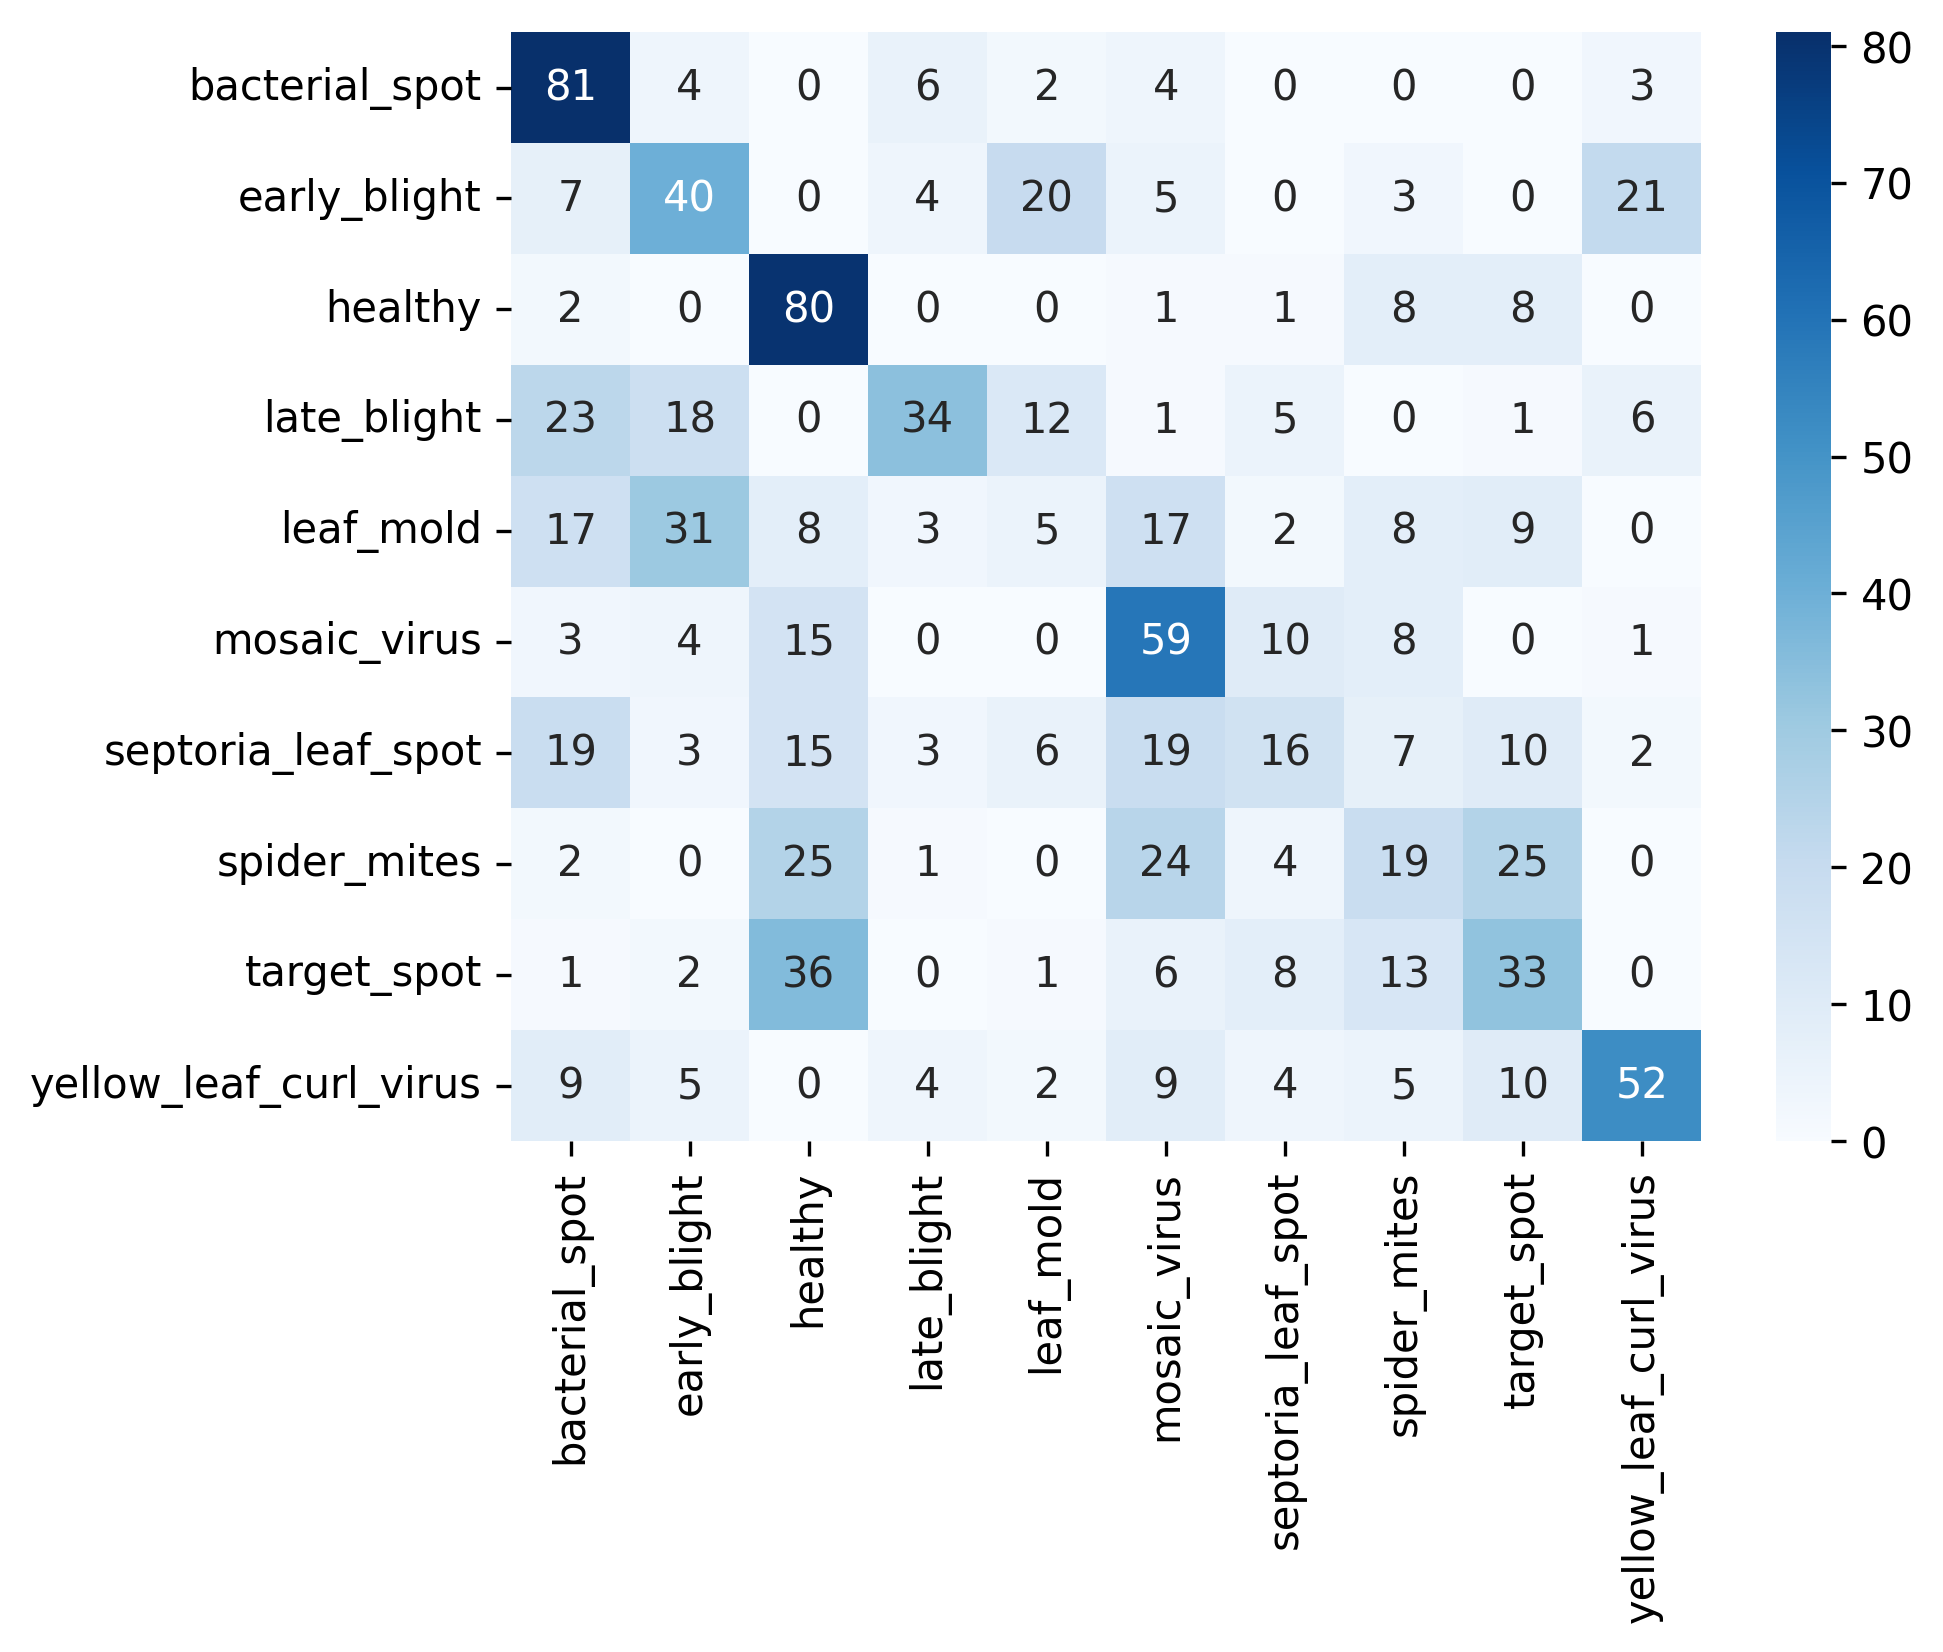 bacterial_spot 81 4 0 6 2 4 0 0 0 3
early_blight 7 40 0 4 20 5 0 3 0 21
healthy 2 0 80 0 0 1 1 8 8 0
late_blight 23 18 0 34 12 1 5 0 1 6
leaf_mold 17 31 8 3 5 17 2 8 9 0
mosaic_virus 3 4 15 0 0 59 10 8 0 1
septoria_leaf_spot 19 3 15 3 6 19 16 7 10 2
spider_mites 2 0 25 1 0 24 4 19 25 0
target_spot 1 2 36 0 1 6 8 13 33 0
yellow_leaf_curl_virus 9 5 0 4 2 9 4 5 10 52
bacterial_spot
early_blight
healthy
late_blight
leaf_mold
mosaic_virus
septoria_leaf_spot
spider_mites
target_spot
yellow_leaf_curl_virus
80
70
60
50
40
30
20
10
0